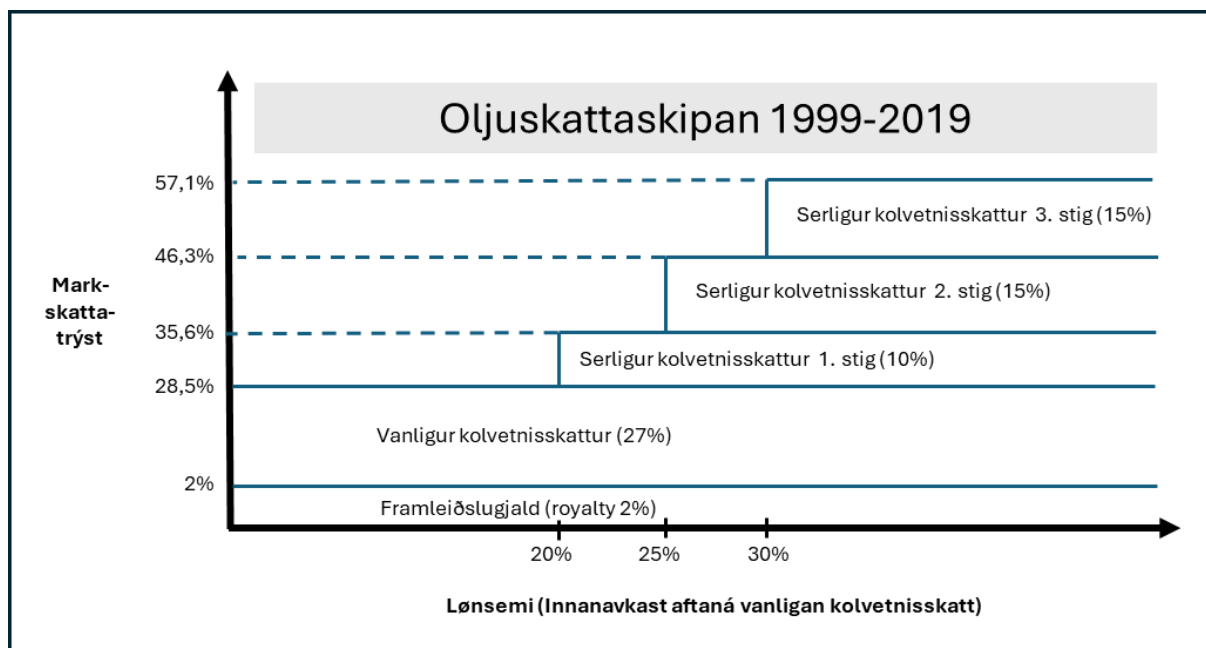 Oljuskattaskipan 1999-2019
57,1%
Serligur kolvetnisskattur 3. stig (15%)
46,3%
Mark-
skatta-
trýst
Serligur kolvetnisskattur 2. stig (15%)
35,6%
Serligur kolvetnisskattur 1. stig (10%)
28,5%
Vanligur kolvetnisskattur (27%)
2%
Framleiðslugjald (royalty 2%)
20%
25%
30%
Lønsemi (Innanavkast aftaná vanligan kolvetnisskatt)